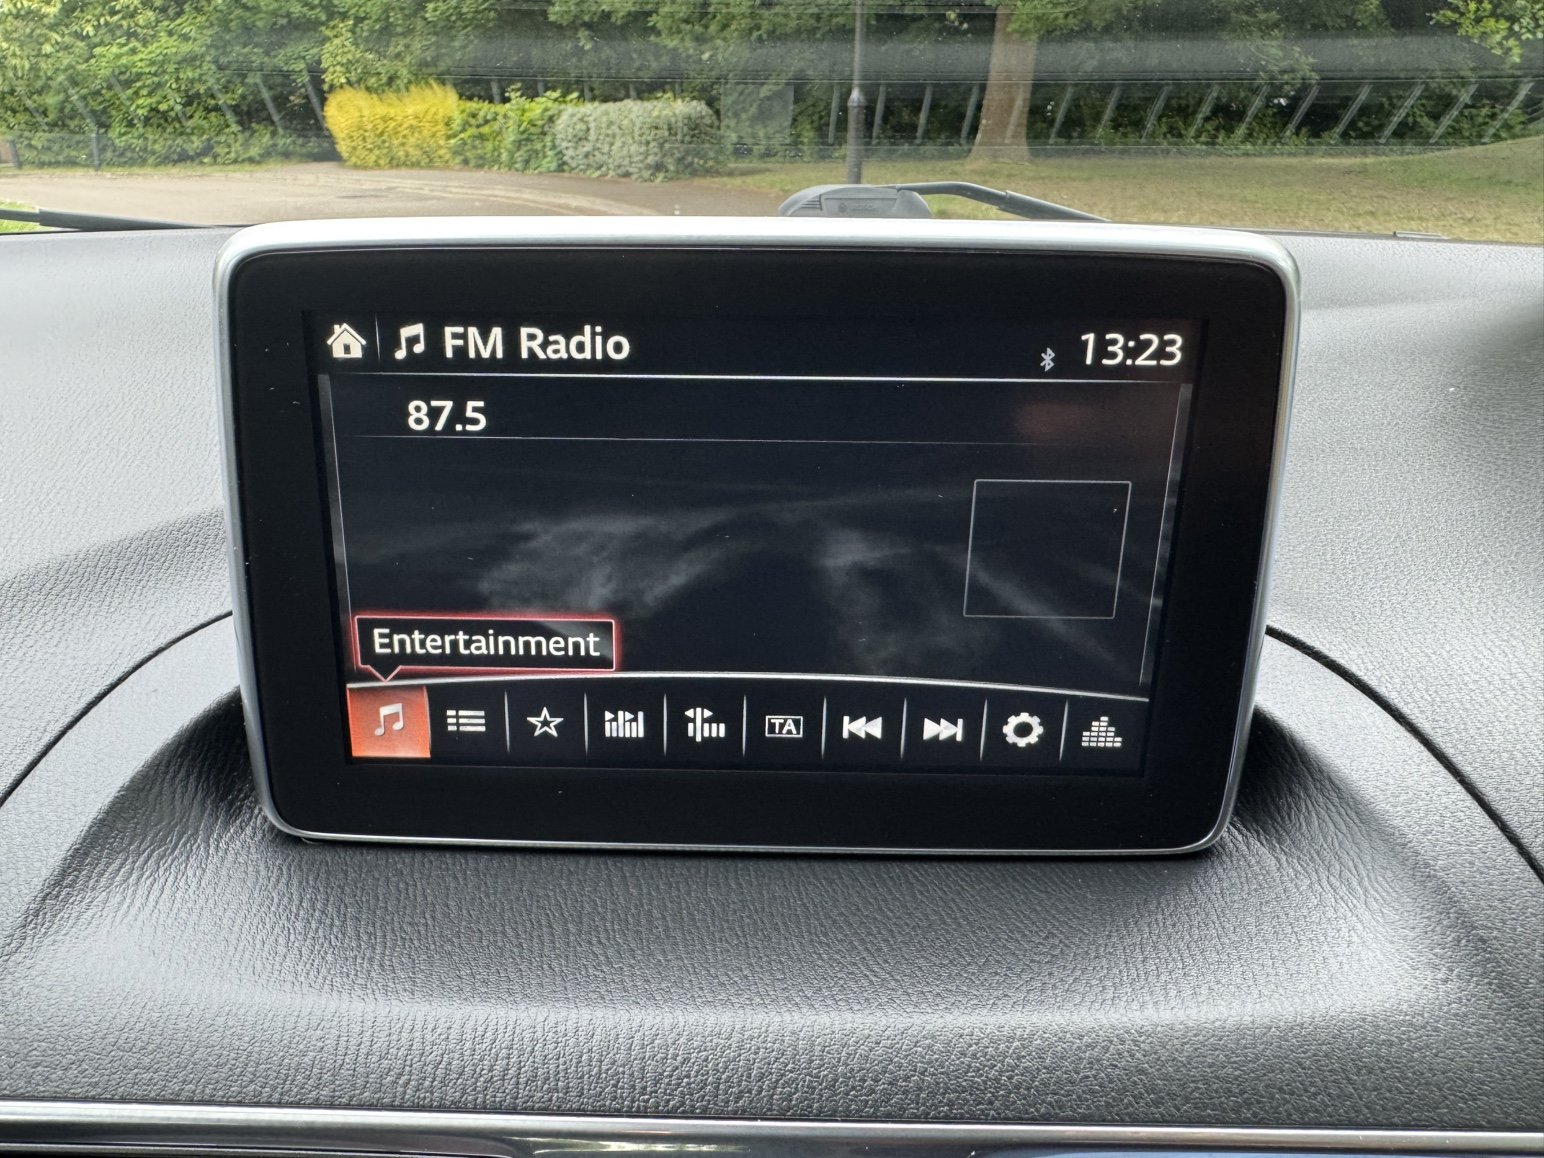 FM Radio
13:23
87.5
Entertainment
TA